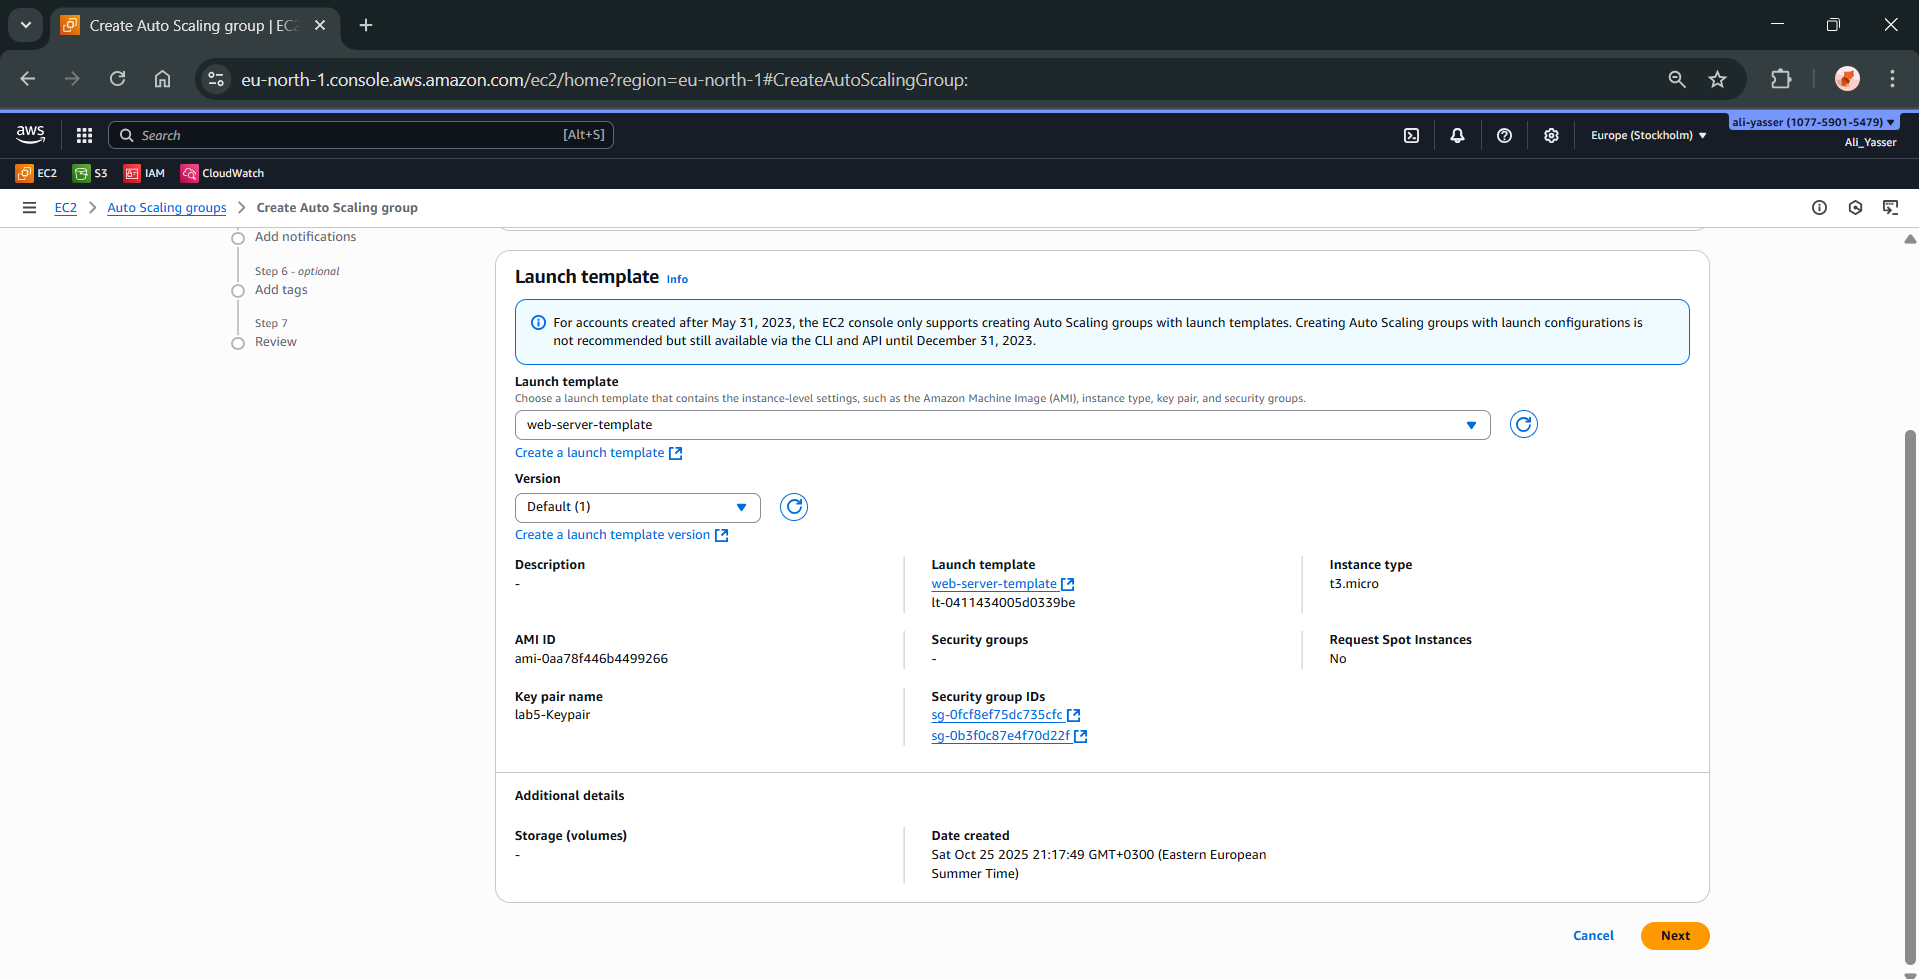 Create Auto Scaling group | EC2
eu-north-1.console.aws.amazon.com/ec2/home?region=eu-north-1#CreateAutoScalingGroup:
aws
Search
[Alt+S]
Europe (Stockholm)
ali-yasser (1077-5901-5479)
Ali_Yasser
EC2
S3
IAM
CloudWatch
EC2
Auto Scaling groups
Create Auto Scaling group
Add notifications
Step 6 - optional
Add tags
Step 7
Review
Launch template Info
For accounts created after May 31, 2023, the EC2 console only supports creating Auto Scaling groups with launch templates. Creating Auto Scaling groups with launch configurations is
not recommended but still available via the CLI and API until December 31, 2023.
Launch template
Choose a launch template that contains the instance-level settings, such as the Amazon Machine Image (AMI), instance type, key pair, and security groups.
web-server-template
Create a launch template
Version
Default (1)
Create a launch template version
Description
-
Launch template
web-server-template
lt-0411434005d0339be
Instance type
t3.micro
AMI ID
ami-0aa78f446b4499266
Security groups
-
Request Spot Instances
No
Key pair name
lab5-Keypair
Security group IDs
sg-0fcf8ef75dc735cfc
sg-0b3f0c87e4f70d22f
Additional details
Storage (volumes)
-
Date created
Sat Oct 25 2025 21:17:49 GMT+0300 (Eastern European
Summer Time)
Cancel
Next